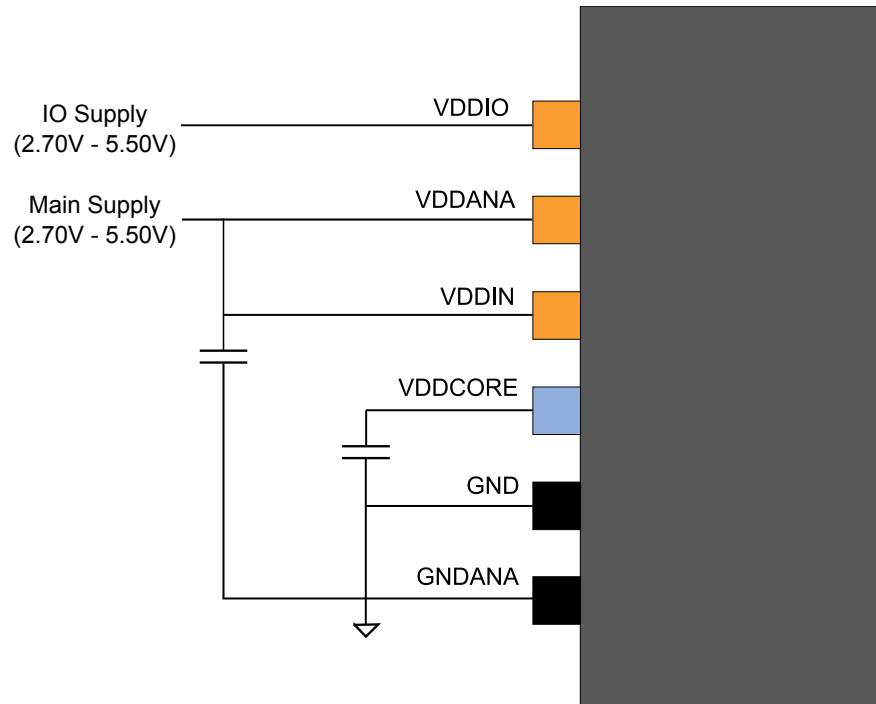 IO Supply
(2.70V - 5.50V)
VDDIO
Main Supply
(2.70V - 5.50V)
VDDANA
VDDIN
VDDCORE
GND
GNDANA